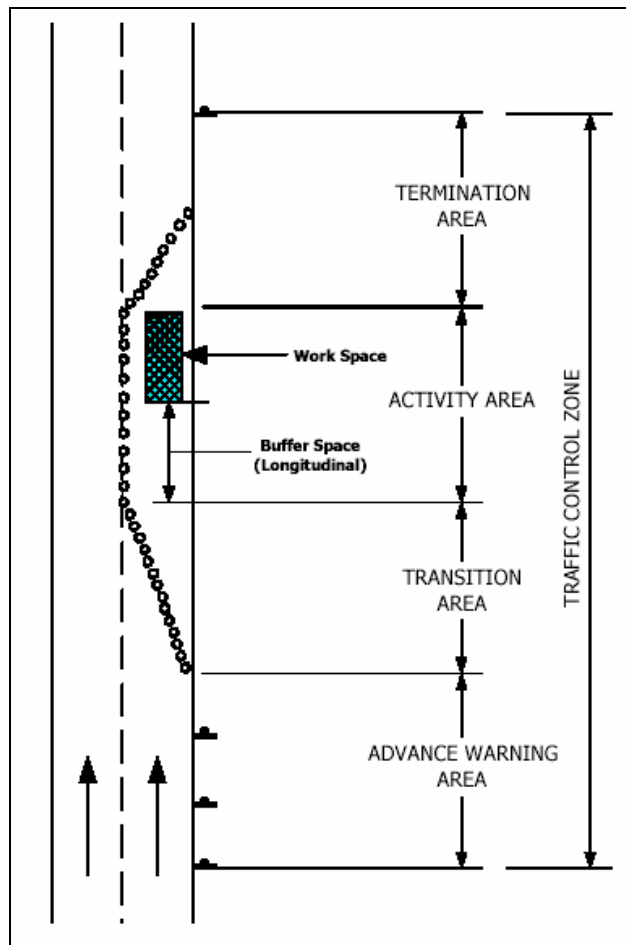 TERMINATION
AREA
Work Space
ACTIVITY AREA
Buffer Space
(Longitudinal)
TRAFFIC CONTROL ZONE
TRANSITION
AREA
ADVANCE WARNING
AREA